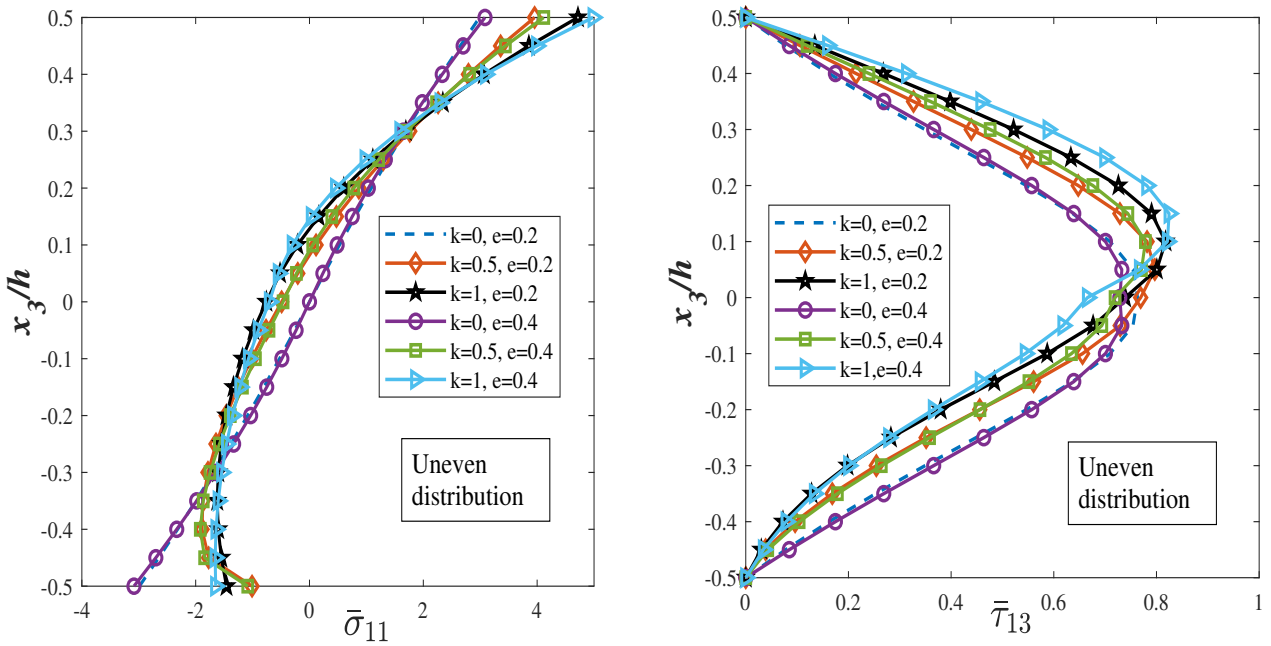 0.5
0.4
0.3
0.2
0.1
0
-0.1
-0.2
-0.3
-0.4
-0.5
x_3/h
-4
-2
0
2
4
σ̄_11
k=0, e=0.2
k=0.5, e=0.2
k=1, e=0.2
k=0, e=0.4
k=0.5, e=0.4
k=1, e=0.4
Uneven
distribution
0.5
0.4
0.3
0.2
0.1
0
-0.1
-0.2
-0.3
-0.4
-0.5
x_3/h
0
0.2
0.4
0.6
0.8
1
τ̄_13
k=0, e=0.2
k=0.5, e=0.2
k=1, e=0.2
k=0, e=0.4
k=0.5, e=0.4
k=1,e=0.4
Uneven
distribution